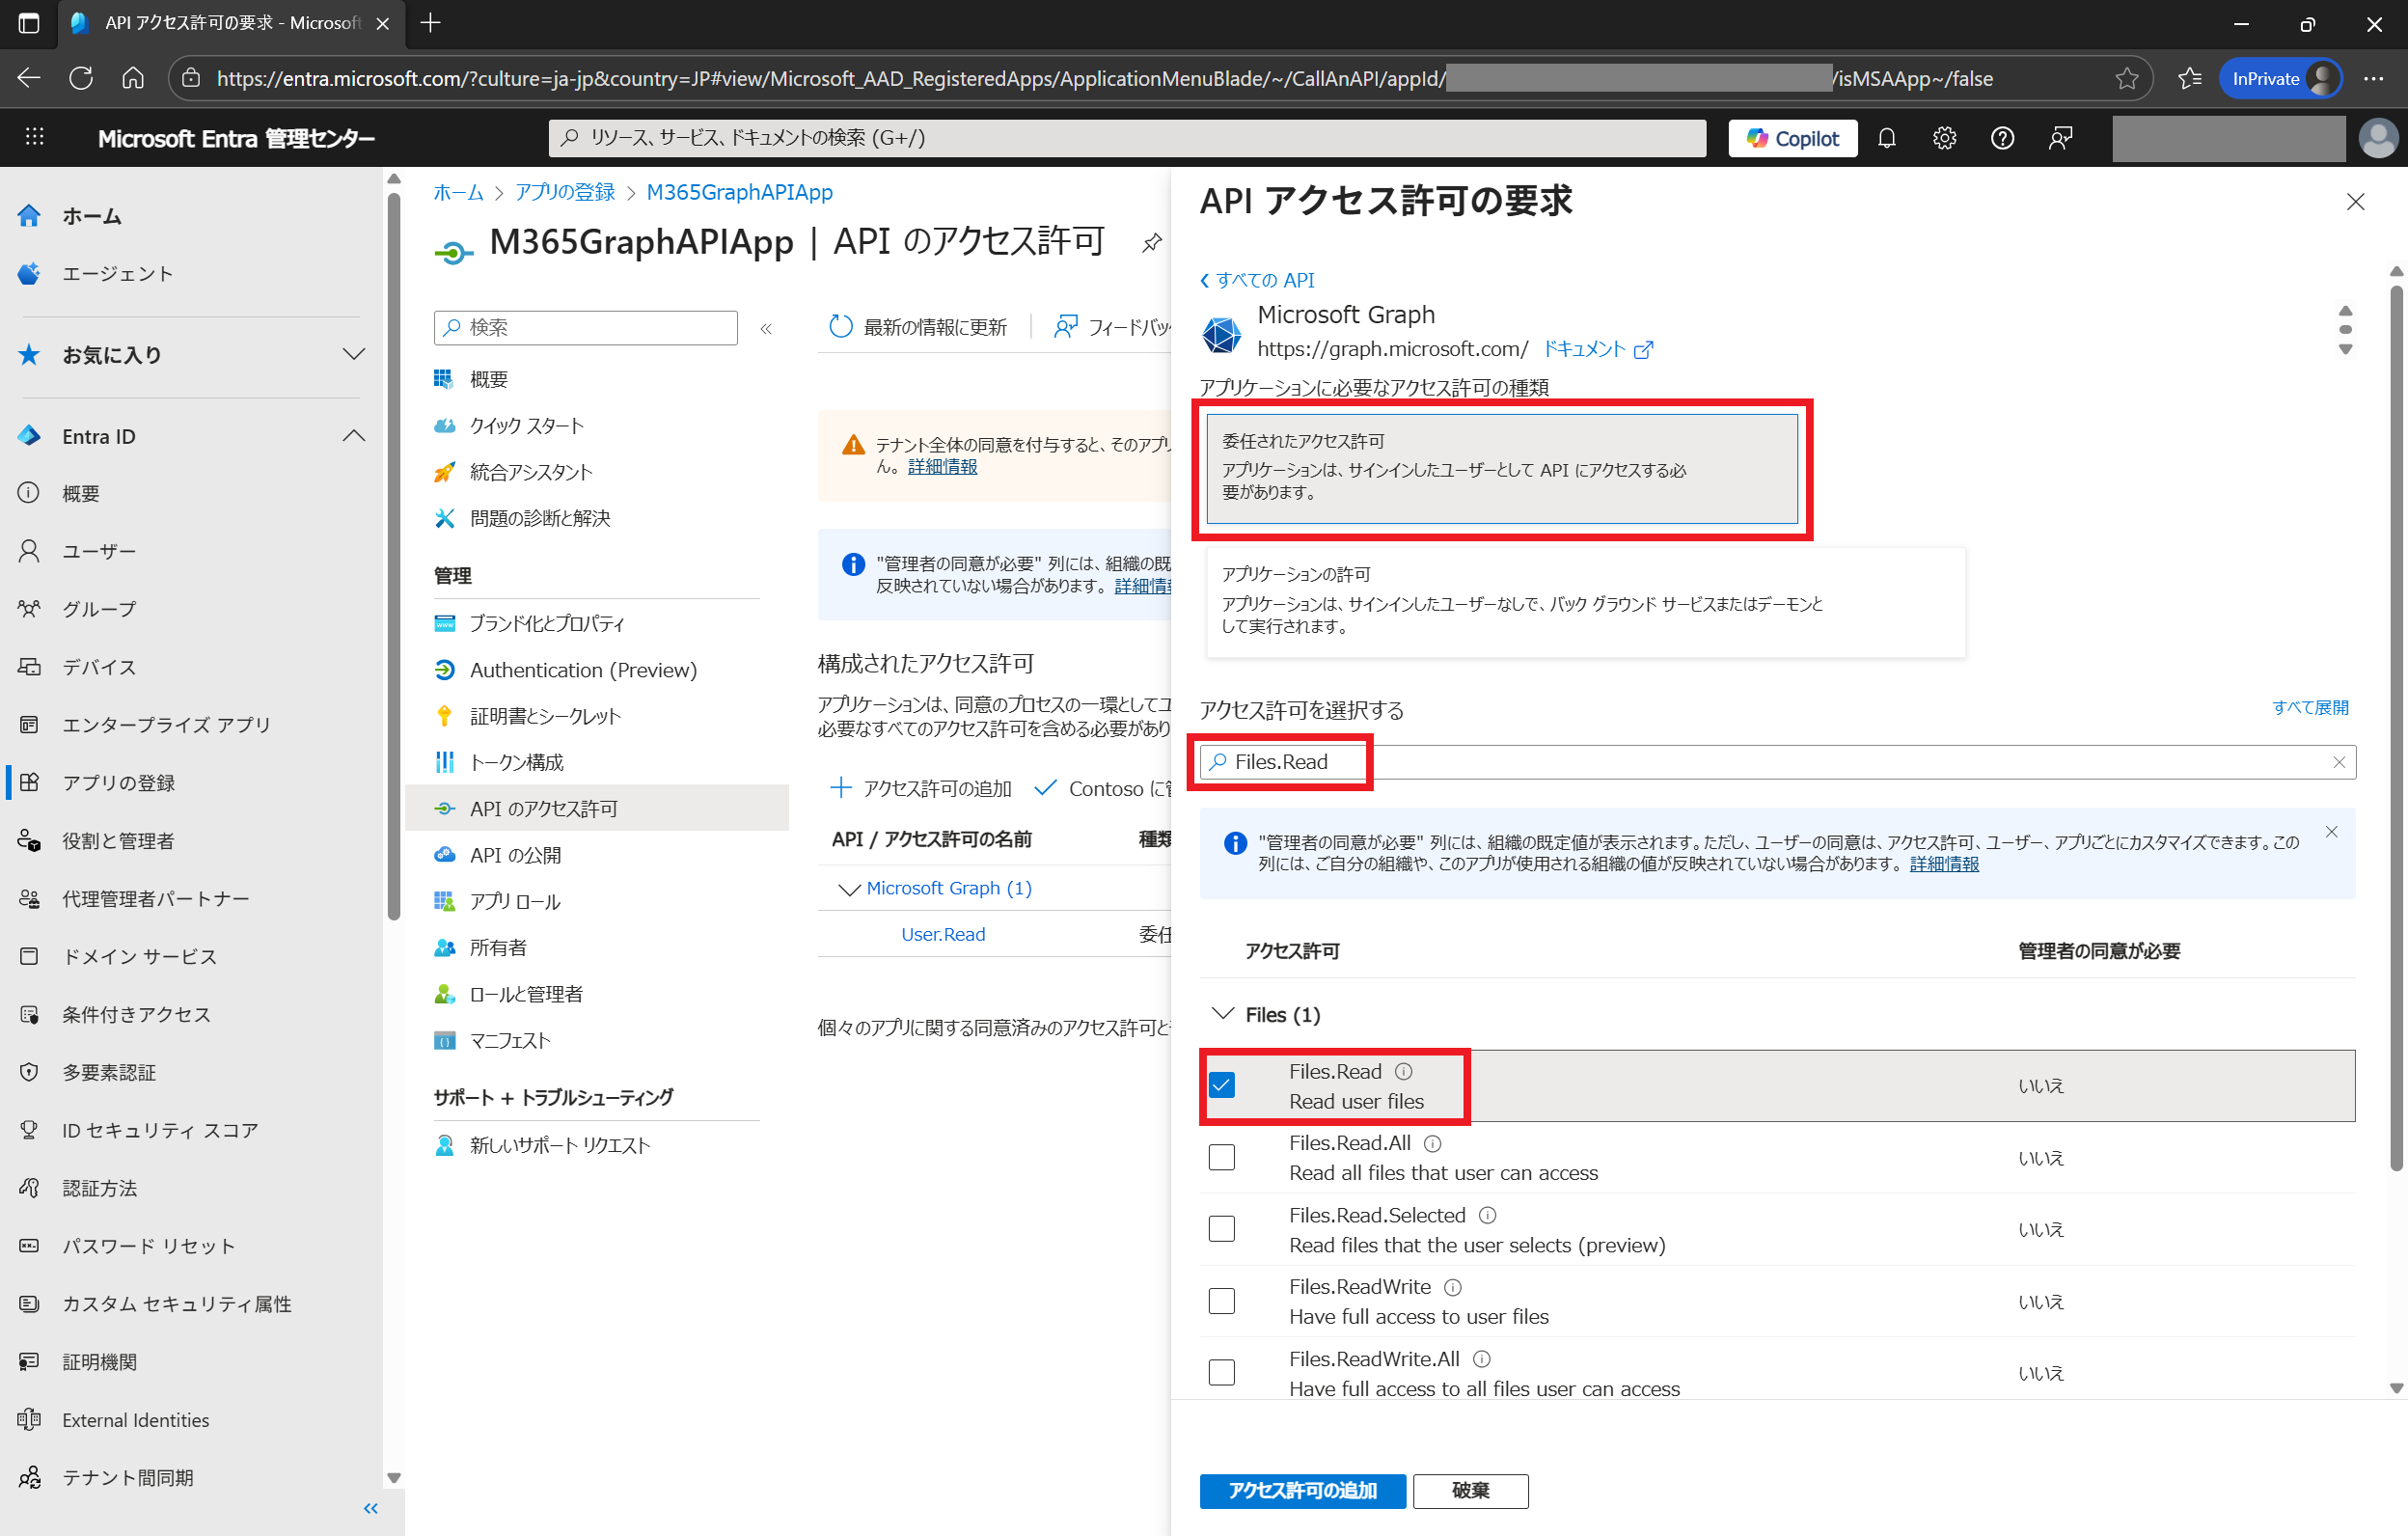 API アクセス許可の要求 - Microsoft
https://entra.microsoft.com/?culture=ja-jp&country=JP#view/Microsoft_AAD_RegisteredApps/ApplicationMenuBlade/~/CallAnAPI/appId/
/isMSAApp~/false
InPrivate
Microsoft Entra 管理センター
リソース、サービス、ドキュメントの検索 (G+/)
Copilot
ホーム
エージェント
お気に入り
Entra ID
概要
ユーザー
グループ
デバイス
エンタープライズ アプリ
アプリの登録
役割と管理者
代理管理者パートナー
ドメイン サービス
条件付きアクセス
多要素認証
ID セキュリティ スコア
認証方法
パスワード リセット
カスタム セキュリティ属性
証明機関
External Identities
テナント間同期
ホーム > アプリの登録 > M365GraphAPIApp
M365GraphAPIApp | API のアクセス許可
検索
概要
クイック スタート
統合アシスタント
問題の診断と解決
管理
ブランド化とプロパティ
Authentication (Preview)
証明書とシークレット
トークン構成
API のアクセス許可
API の公開
アプリ ロール
所有者
ロールと管理者
マニフェスト
サポート + トラブルシューティング
新しいサポート リクエスト
最新の情報に更新
フィードバッ
テナント全体の同意を付与すると、そのアプリ
ん。 詳細情報
"管理者の同意が必要" 列には、組織の既
反映されていない場合があります。 詳細情
構成されたアクセス許可
アプリケーションは、同意のプロセスの一環としてユ
必要なすべてのアクセス許可を含める必要があり
アクセス許可の追加
Contoso に
API / アクセス許可の名前
種類
Microsoft Graph (1)
User.Read
委任
個々のアプリに関する同意済みのアクセス許可と
API アクセス許可の要求
すべての API
Microsoft Graph
https://graph.microsoft.com/ ドキュメント
アプリケーションに必要なアクセス許可の種類
委任されたアクセス許可
アプリケーションは、サインインしたユーザーとして API にアクセスする必
要があります。
アプリケーションの許可
アプリケーションは、サインインしたユーザーなしで、バック グラウンド サービスまたはデーモンと
して実行されます。
アクセス許可を選択する
すべて展開
Files.Read
"管理者の同意が必要" 列には、組織の既定値が表示されます。ただし、ユーザーの同意は、アクセス許可、ユーザー、アプリごとにカスタマイズできます。この
列には、ご自分の組織や、このアプリが使用される組織の値が反映されていない場合があります。 詳細情報
アクセス許可
管理者の同意が必要
Files (1)
Files.Read
Read user files
いいえ
Files.Read.All
Read all files that user can access
いいえ
Files.Read.Selected
Read files that the user selects (preview)
いいえ
Files.ReadWrite
Have full access to user files
いいえ
Files.ReadWrite.All
Have full access to all files user can access
いいえ
アクセス許可の追加
破棄